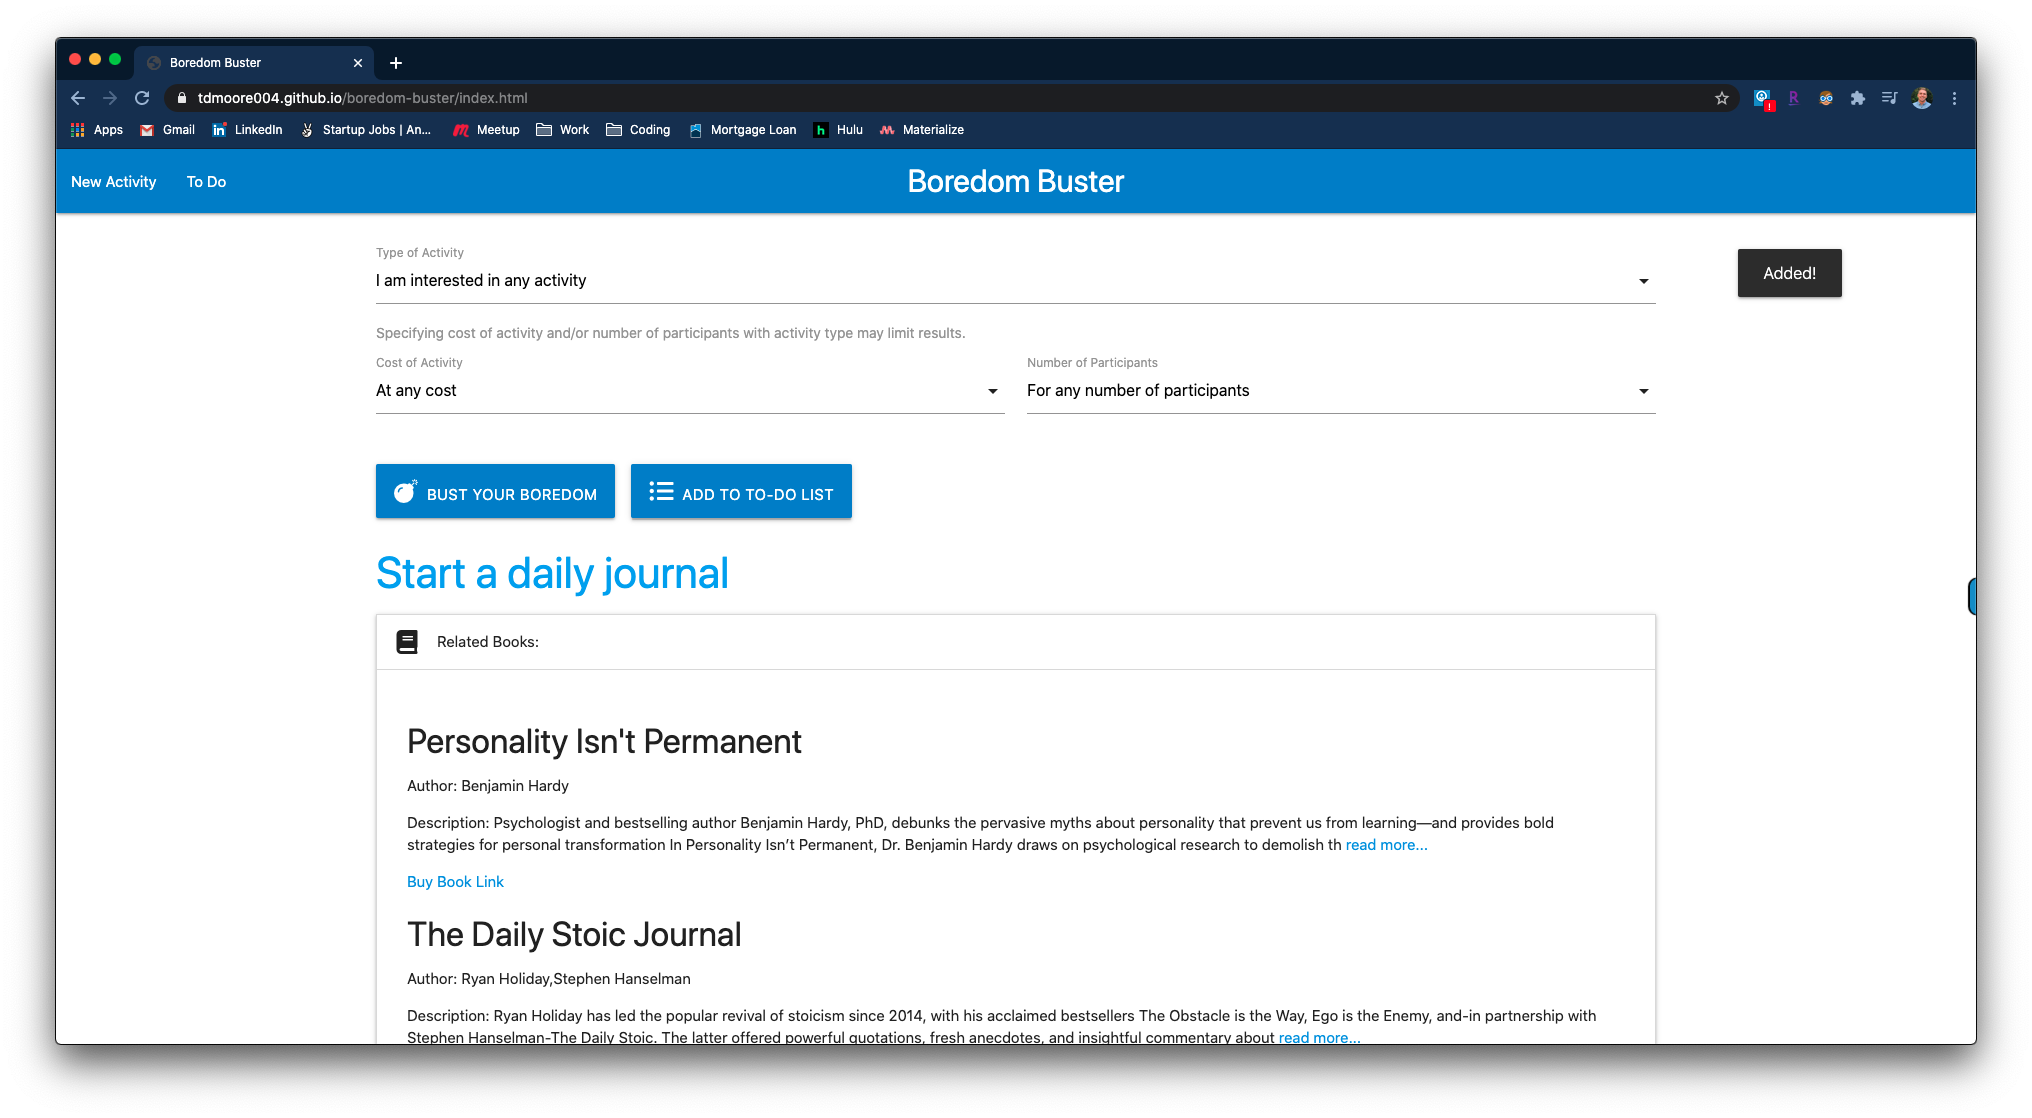 Boredom Buster
tdmoore004.github.io/boredom-buster/index.html
Apps Gmail LinkedIn Startup Jobs | An... Meetup Work Coding Mortgage Loan Hulu Materialize
New Activity To Do Boredom Buster
Type of Activity
I am interested in any activity
Added!
Specifying cost of activity and/or number of participants with activity type may limit results.
Cost of Activity Number of Participants
At any cost For any number of participants
BUST YOUR BOREDOM ADD TO TO-DO LIST
Start a daily journal
Related Books:
Personality Isn't Permanent
Author: Benjamin Hardy
Description: Psychologist and bestselling author Benjamin Hardy, PhD, debunks the pervasive myths about personality that prevent us from learning—and provides bold
strategies for personal transformation In Personality Isn’t Permanent, Dr. Benjamin Hardy draws on psychological research to demolish th read more...
Buy Book Link
The Daily Stoic Journal
Author: Ryan Holiday,Stephen Hanselman
Description: Ryan Holiday has led the popular revival of stoicism since 2014, with his acclaimed bestsellers The Obstacle is the Way, Ego is the Enemy, and-in partnership with
Stephen Hanselman-The Daily Stoic. The latter offered powerful quotations, fresh anecdotes, and insightful commentary about read more...